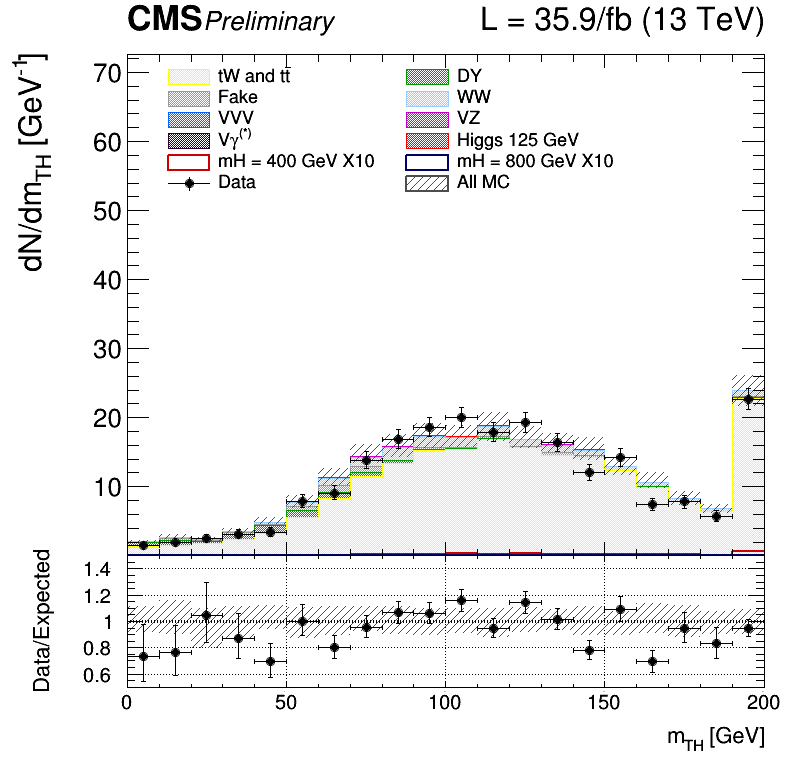 CMS Preliminary L = 35.9/fb (13 TeV)
dN/dm_TH [GeV⁻¹]
70
60
50
40
30
20
10
tW and tt̄ DY
Fake WW
VVV VZ
Vγ(*) Higgs 125 GeV
mH = 400 GeV X10 mH = 800 GeV X10
Data All MC
Data/Expected
1.4
1.2
1
0.8
0.6
0 50 100 150 200
m_TH [GeV]